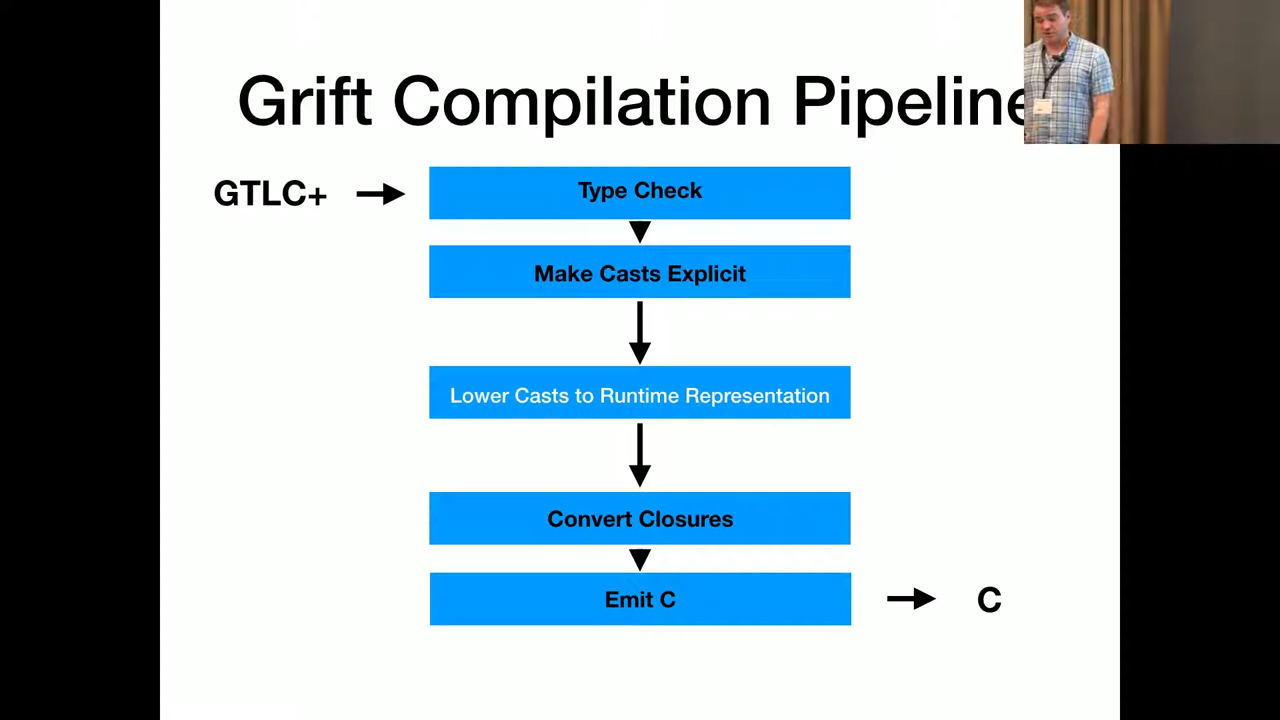 Grift Compilation Pipeline
GTLC+
Type Check
Make Casts Explicit
Lower Casts to Runtime Representation
Convert Closures
Emit C
C